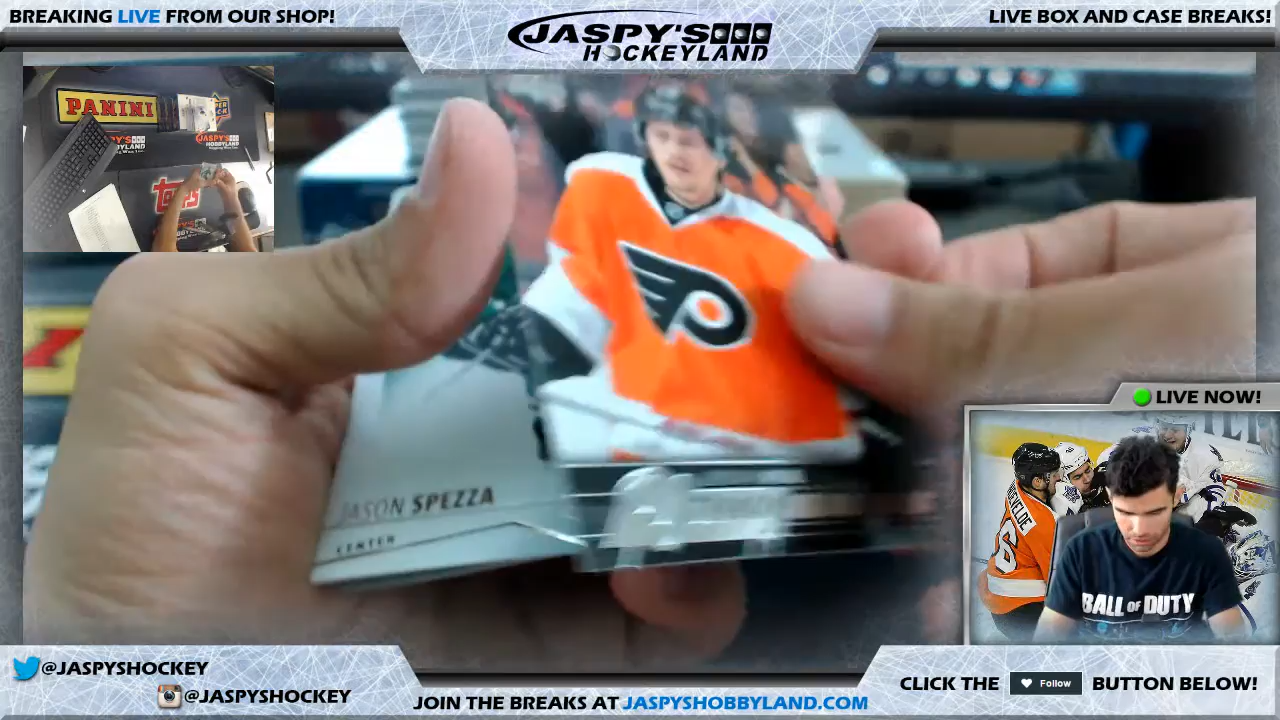 BREAKING LIVE FROM OUR SHOP!
JASPY'S
HOCKEYLAND
LIVE BOX AND CASE BREAKS!
PANINI
JASON SPEZZA
CENTER
LIVE NOW!
BALL OF DUTY
@JASPYSHOCKEY
@JASPYSHOCKEY
JOIN THE BREAKS AT JASPYSHOBBYLAND.COM
CLICK THE Follow BUTTON BELOW!